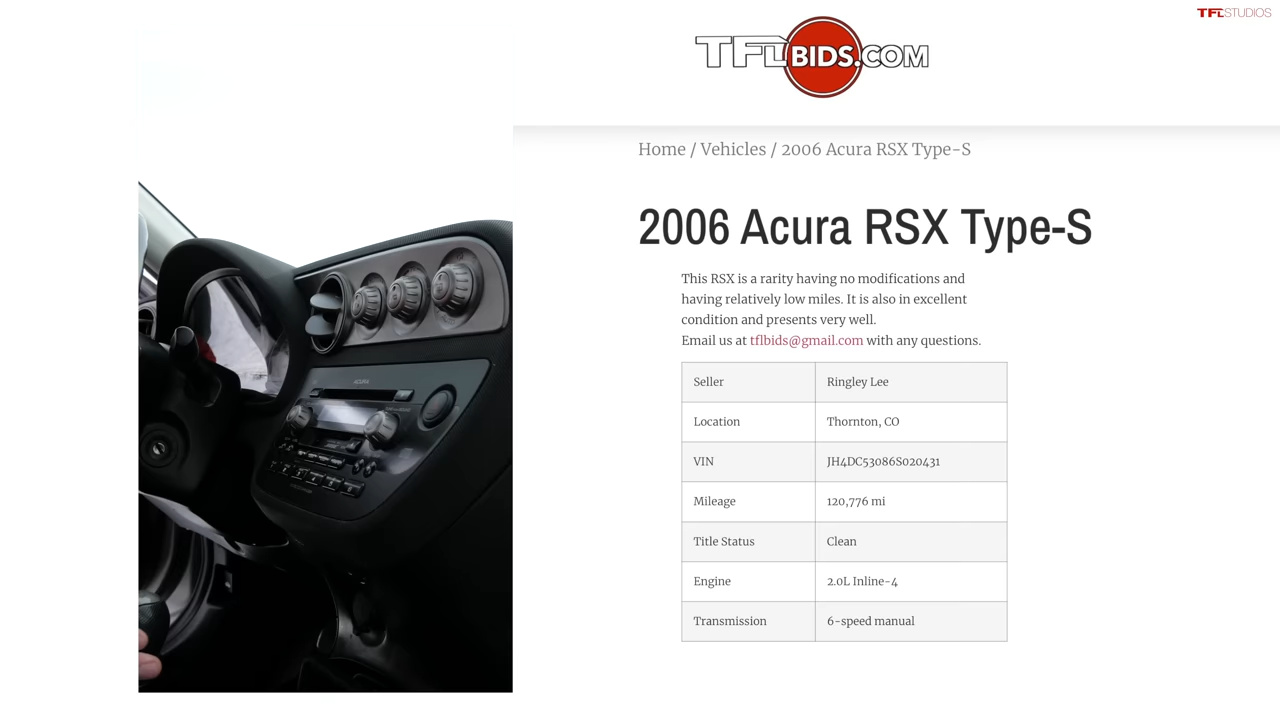 TFLSTUDIOS
TFLBIDS.COM
Home / Vehicles / 2006 Acura RSX Type-S
2006 Acura RSX Type-S
This RSX is a rarity having no modifications and
having relatively low miles. It is also in excellent
condition and presents very well.
Email us at tflbids@gmail.com with any questions.
Seller Ringley Lee
Location Thornton, CO
VIN JH4DC53086S020431
Mileage 120,776 mi
Title Status Clean
Engine 2.0L Inline-4
Transmission 6-speed manual
ACURA